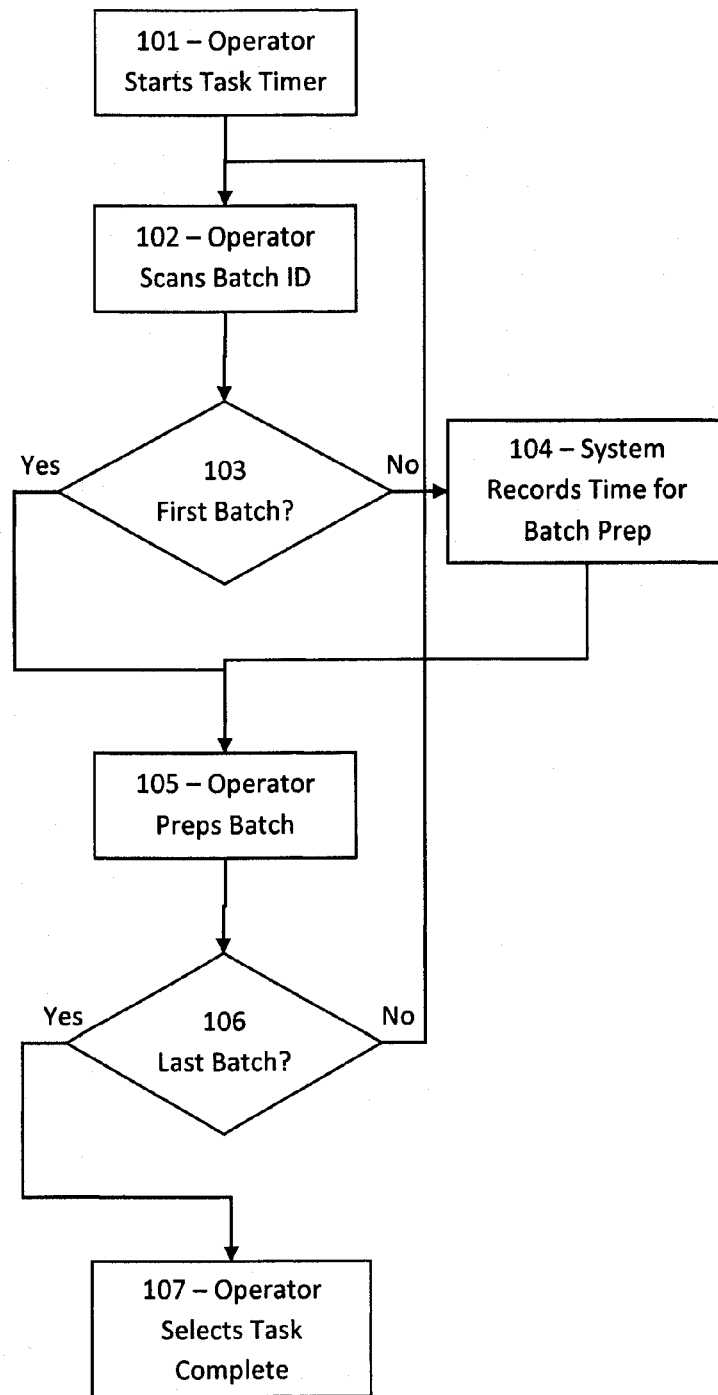 101 – Operator
Starts Task Timer
102 – Operator
Scans Batch ID
Yes
103
First Batch?
No
104 – System
Records Time for
Batch Prep
105 – Operator
Preps Batch
Yes
106
Last Batch?
No
107 – Operator
Selects Task
Complete